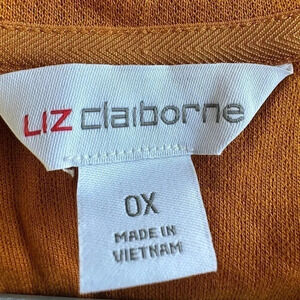 LIZ claiborne
0X
MADE IN
VIETNAM